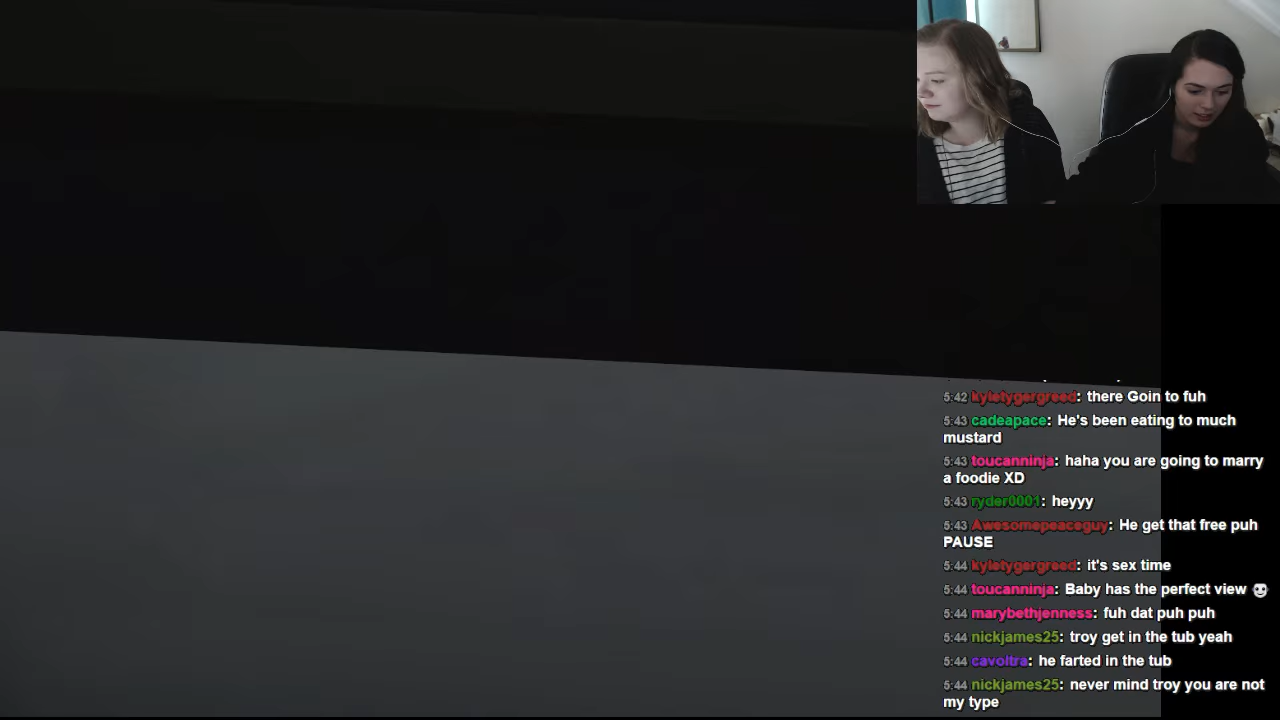 5:42 kyletygergreed: there Goin to fuh
5:43 cadeapace: He's been eating to much
mustard
5:43 toucanninja: haha you are going to marry
a foodie XD
5:43 ryder0001: heyyy
5:43 Awesomepeaceguy: He get that free puh
PAUSE
5:44 kyletygergreed: it's sex time
5:44 toucanninja: Baby has the perfect view
5:44 marybethjenness: fuh dat puh puh
5:44 nickjames25: troy get in the tub yeah
5:44 cavoltra: he farted in the tub
5:44 nickjames25: never mind troy you are not
my type